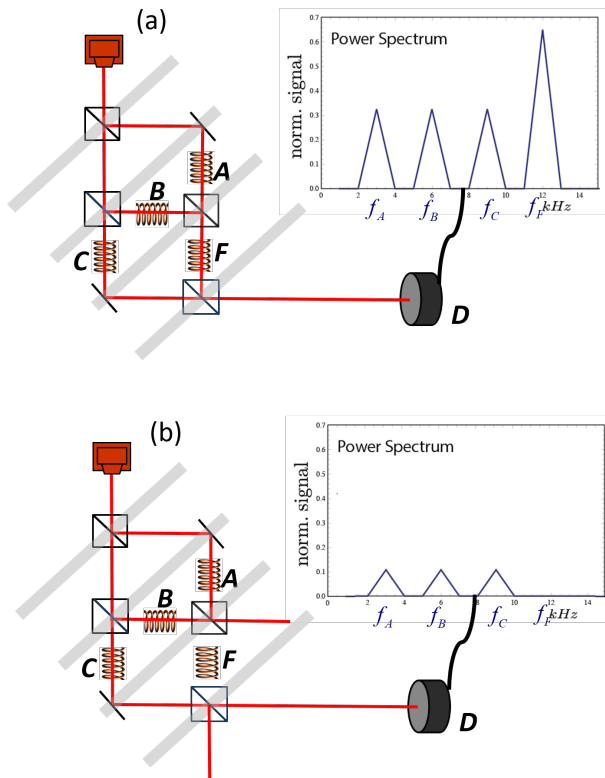 (a)
Power Spectrum
norm. signal
0.7
0.6
0.5
0.4
0.3
0.2
0.1
0.0
0 2 4 6 8 10 12 14
f_A f_B f_C f_F kHz
A
B
C
F
D
(b)
Power Spectrum
norm. signal
0.7
0.6
0.5
0.4
0.3
0.2
0.1
0.0
0 2 4 6 8 10 12 14
f_A f_B f_C f_F kHz
A
B
C
F
D